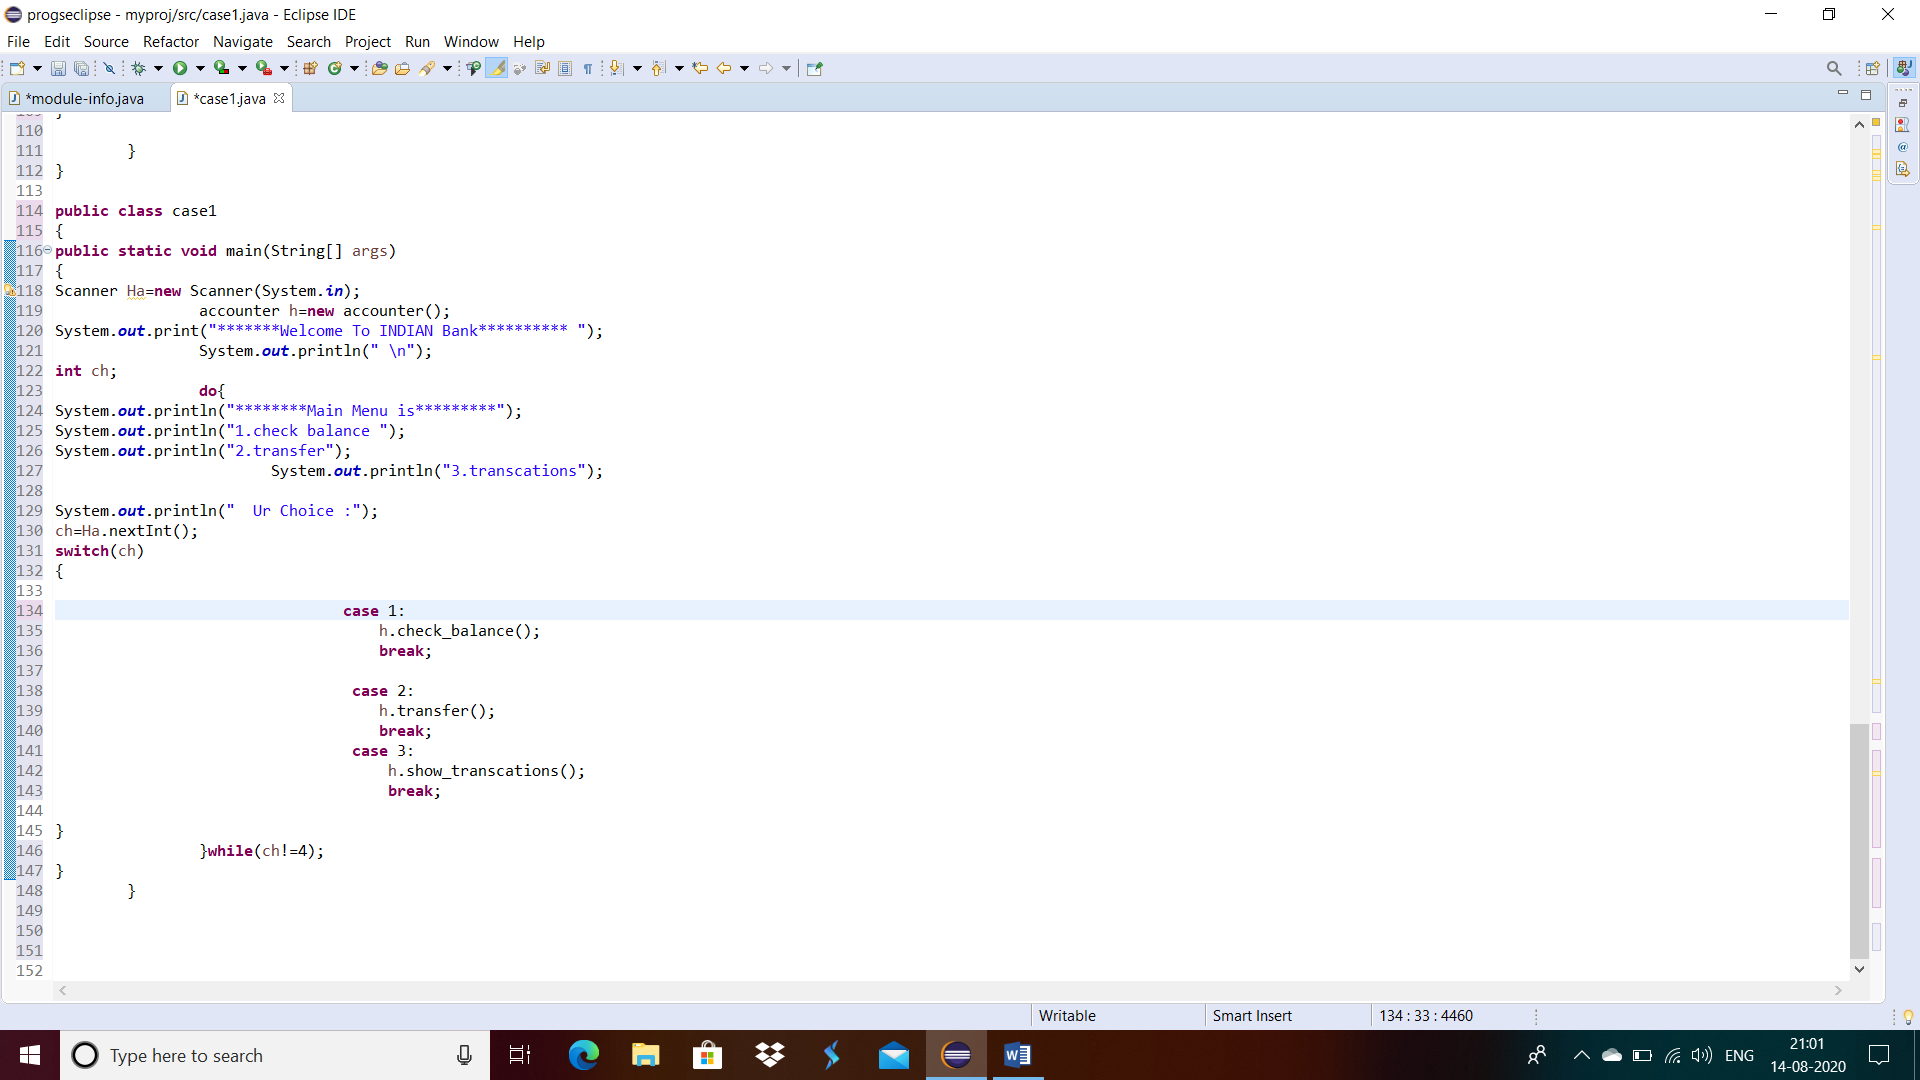 progseclipse - myproj/src/case1.java - Eclipse IDE
File Edit Source Refactor Navigate Search Project Run Window Help
*module-info.java *case1.java
110
111 }
112 }
113
114 public class case1
115 {
116 public static void main(String[] args)
117 {
118 Scanner Ha=new Scanner(System.in);
119 accounter h=new accounter();
120 System.out.print("*******Welcome To INDIAN Bank********** ");
121 System.out.println(" \n");
122 int ch;
123 do{
124 System.out.println("********Main Menu is*********");
125 System.out.println("1.check balance ");
126 System.out.println("2.transfer");
127 System.out.println("3.transcations");
128
129 System.out.println("  Ur Choice :");
130 ch=Ha.nextInt();
131 switch(ch)
132 {
133
134 case 1:
135 h.check_balance();
136 break;
137
138 case 2:
139 h.transfer();
140 break;
141 case 3:
142 h.show_transcations();
143 break;
144
145 }
146 }while(ch!=4);
147 }
148 }
149
150
151
152
Writable Smart Insert 134 : 33 : 4460
Type here to search
ENG
21:01
14-08-2020